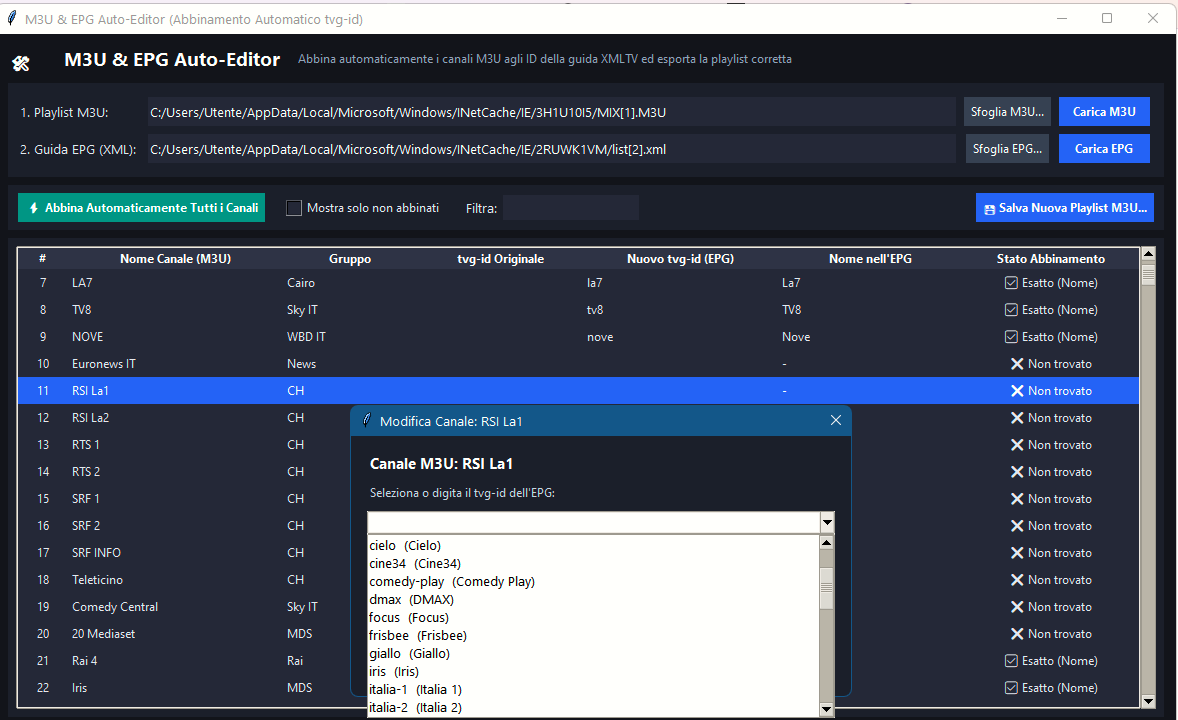 M3U & EPG Auto-Editor (Abbinamento Automatico tvg-id)
M3U & EPG Auto-Editor Abbina automaticamente i canali M3U agli ID della guida XMLTV ed esporta la playlist corretta
1. Playlist M3U: C:/Users/Utente/AppData/Local/Microsoft/Windows/INetCache/IE/3H1U10I5/MIX[1].M3U Sfoglia M3U... Carica M3U
2. Guida EPG (XML): C:/Users/Utente/AppData/Local/Microsoft/Windows/INetCache/IE/2RUWK1VM/list[2].xml Sfoglia EPG... Carica EPG
Abbina Automaticamente Tutti i Canali Mostra solo non abbinati Filtra: Salva Nuova Playlist M3U...
# Nome Canale (M3U) Gruppo tvg-id Originale Nuovo tvg-id (EPG) Nome nell'EPG Stato Abbinamento
7 LA7 Cairo la7 La7 Esatto (Nome)
8 TV8 Sky IT tv8 TV8 Esatto (Nome)
9 NOVE WBD IT nove Nove Esatto (Nome)
10 Euronews IT News - Non trovato
11 RSI La1 CH - Non trovato
12 RSI La2 CH Non trovato
13 RTS 1 CH Non trovato
14 RTS 2 CH Non trovato
15 SRF 1 CH Non trovato
16 SRF 2 CH Non trovato
17 SRF INFO CH Non trovato
18 Teleticino CH Non trovato
19 Comedy Central Sky IT Non trovato
20 20 Mediaset MDS Non trovato
21 Rai 4 Rai Esatto (Nome)
22 Iris MDS Esatto (Nome)
Modifica Canale: RSI La1
Canale M3U: RSI La1
Seleziona o digita il tvg-id dell'EPG:
cielo (Cielo)
cine34 (Cine34)
comedy-play (Comedy Play)
dmax (DMAX)
focus (Focus)
frisbee (Frisbee)
giallo (Giallo)
iris (Iris)
italia-1 (Italia 1)
italia-2 (Italia 2)